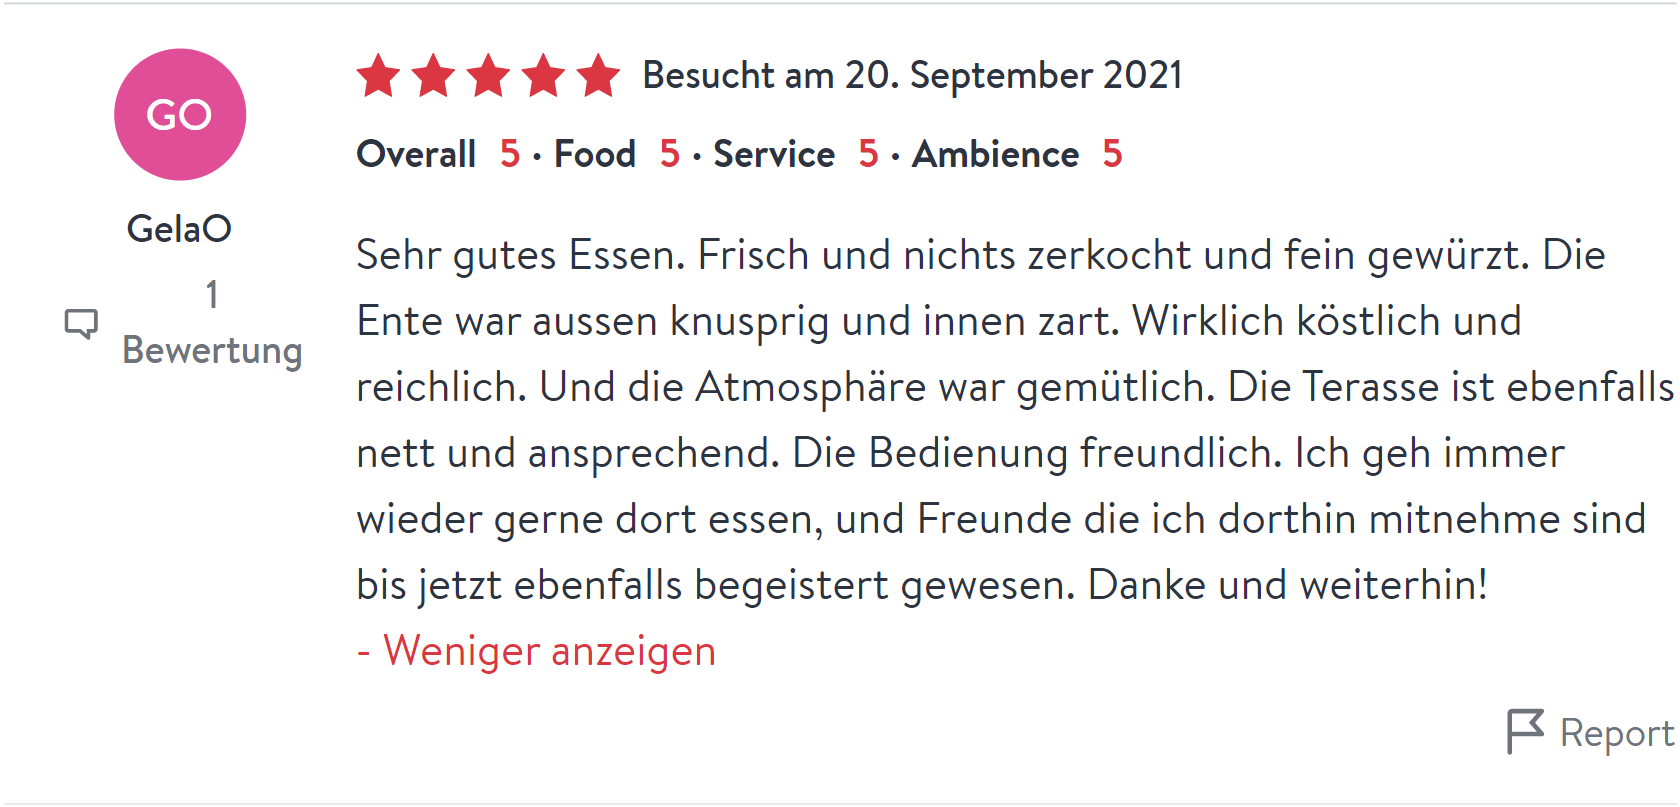 GO
GelaO
1
Bewertung
Besucht am 20. September 2021
Overall 5 · Food 5 · Service 5 · Ambience 5
Sehr gutes Essen. Frisch und nichts zerkocht und fein gewürzt. Die
Ente war aussen knusprig und innen zart. Wirklich köstlich und
reichlich. Und die Atmosphäre war gemütlich. Die Terasse ist ebenfalls
nett und ansprechend. Die Bedienung freundlich. Ich geh immer
wieder gerne dort essen, und Freunde die ich dorthin mitnehme sind
bis jetzt ebenfalls begeistert gewesen. Danke und weiterhin!
- Weniger anzeigen
Report